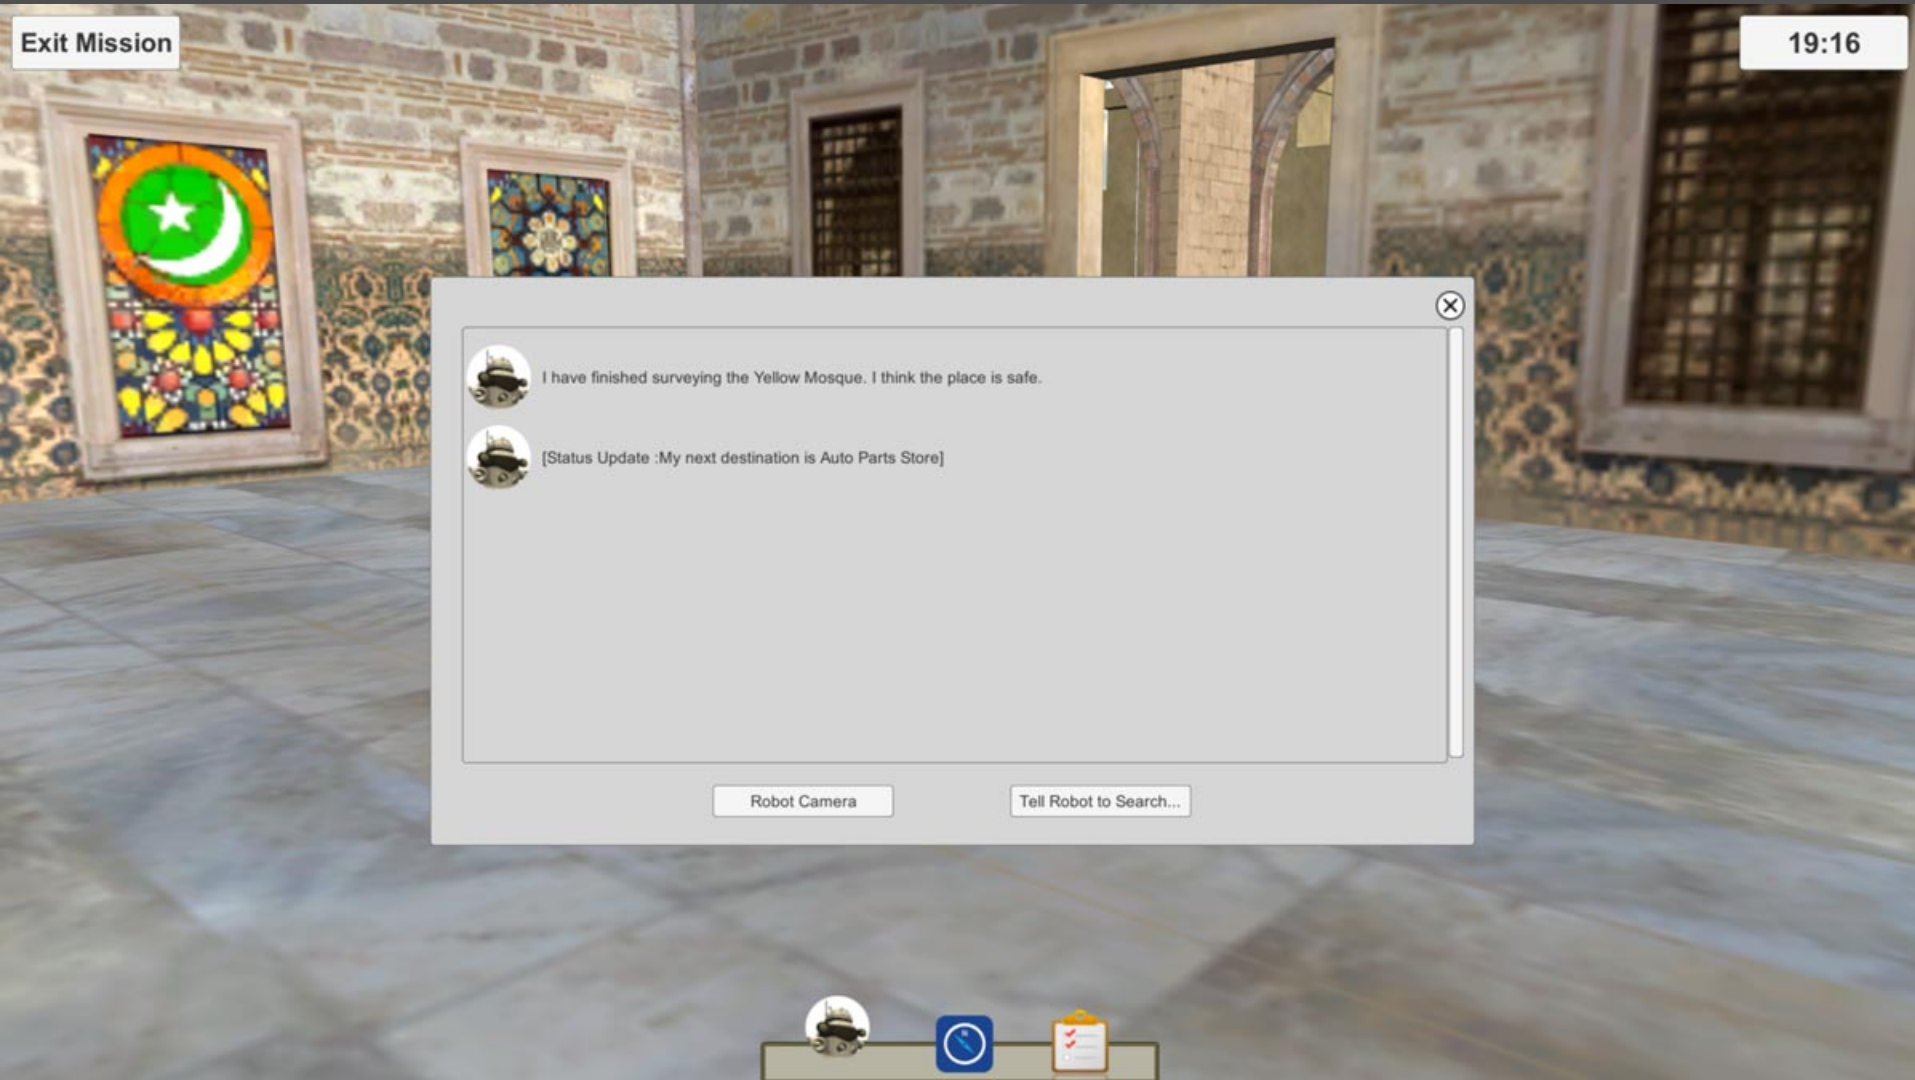 Exit Mission
19:16
I have finished surveying the Yellow Mosque. I think the place is safe.
[Status Update :My next destination is Auto Parts Store]
Robot Camera
Tell Robot to Search...
N